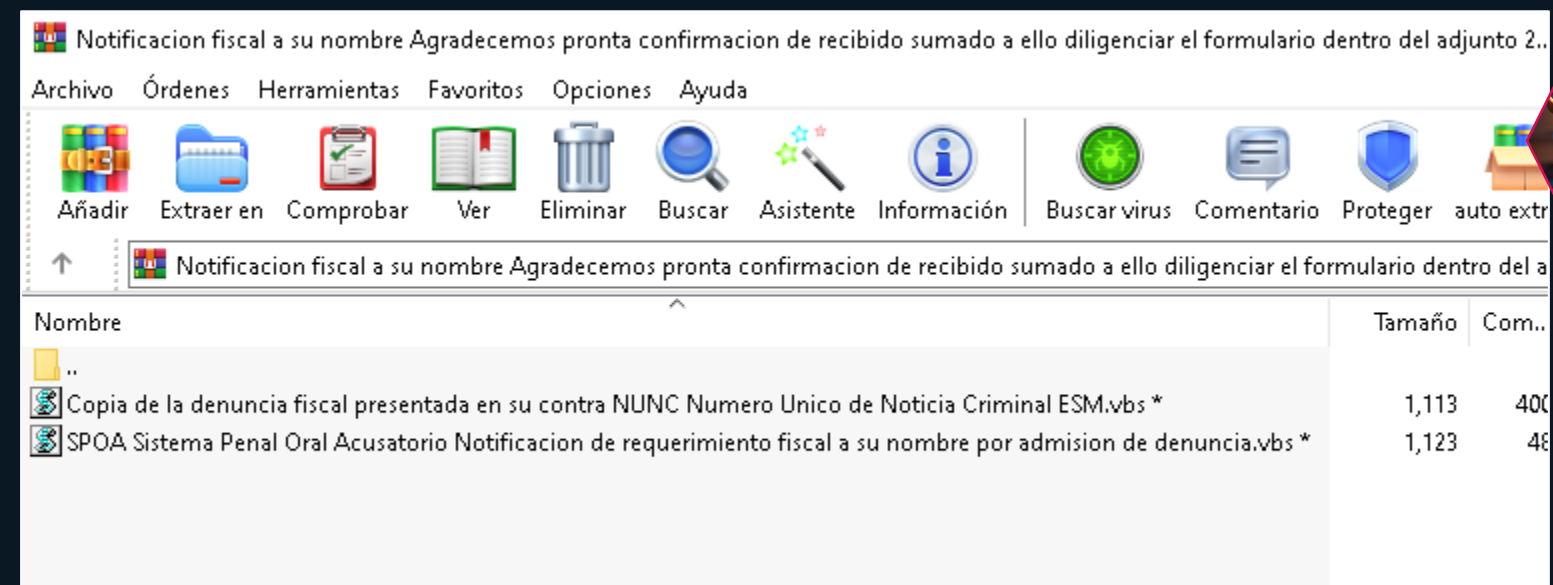 Notificacion fiscal a su nombre Agradecemos pronta confirmacion de recibido sumado a ello diligenciar el formulario dentro del adjunto 2..
Archivo Órdenes Herramientas Favoritos Opciones Ayuda
Añadir Extraer en Comprobar Ver Eliminar Buscar Asistente Información Buscar virus Comentario Proteger auto extr
Notificacion fiscal a su nombre Agradecemos pronta confirmacion de recibido sumado a ello diligenciar el formulario dentro del a
Nombre Tamaño Com..
..
Copia de la denuncia fiscal presentada en su contra NUNC Numero Unico de Noticia Criminal ESM.vbs * 1,113 400
SPOA Sistema Penal Oral Acusatorio Notificacion de requerimiento fiscal a su nombre por admision de denuncia.vbs * 1,123 48